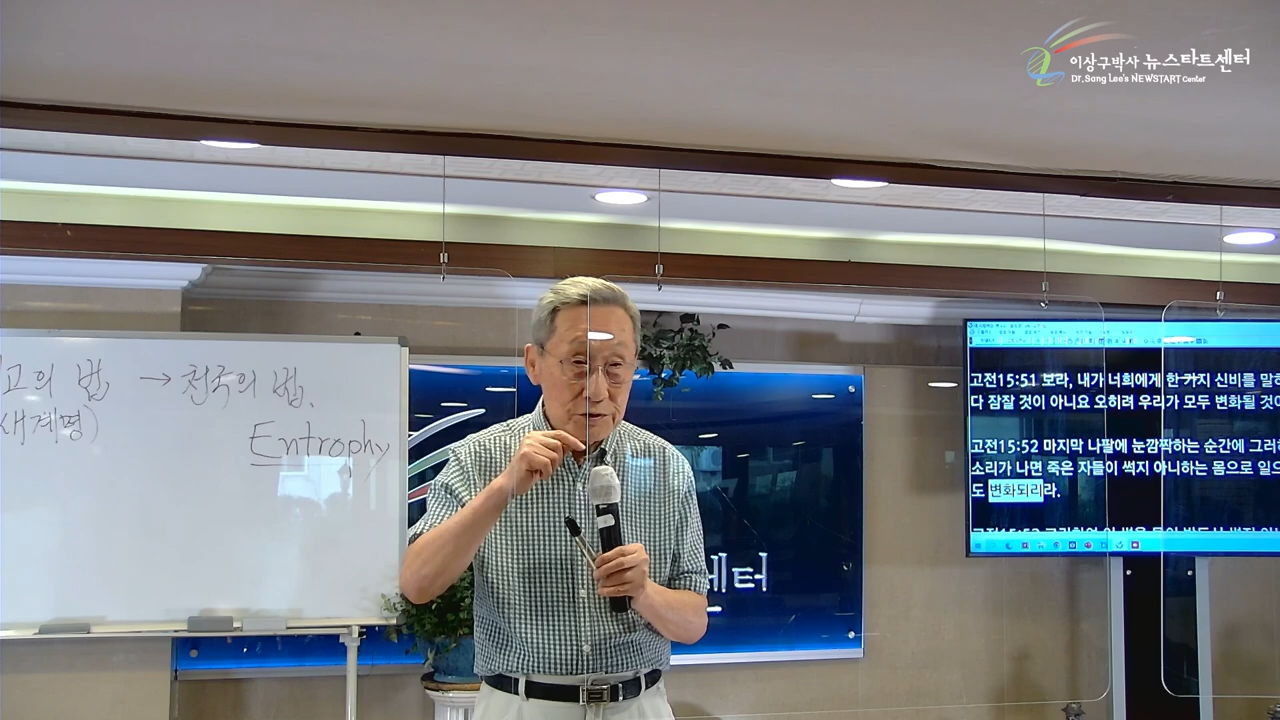 이상구박사 뉴스타트센터
Dr. Sang Lee's NEWSTART Center
고의 법 → 천국의 법.
새계명)
Entrophy
센터
고전15:51 보라, 내가 너희에게 한 가지 신비를 말하
다 잠잘 것이 아니요 오히려 우리가 모두 변화될 것이
고전15:52 마지막 나팔에 눈깜짝하는 순간에 그러하
소리가 나면 죽은 자들이 썩지 아니하는 몸으로 일으
도 변화되리라.